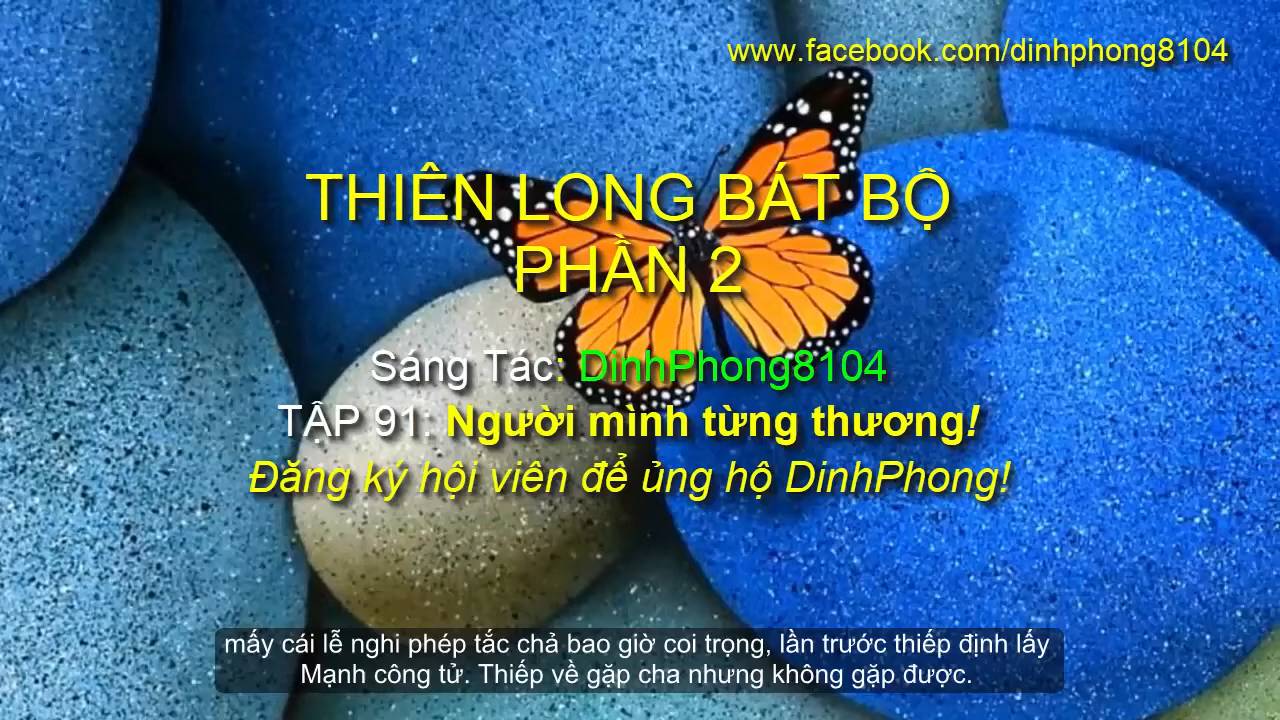 www.facebook.com/dinhphong8104
THIÊN LONG BÁT BỘ
PHẦN 2
Sáng Tác: DinhPhong8104
TẬP 91: Người mình từng thương!
Đăng ký hội viên để ủng hộ DinhPhong!
mấy cái lễ nghi phép tắc chả bao giờ coi trọng, lần trước thiếp định lấy
Mạnh công tử. Thiếp về gặp cha nhưng không gặp được.